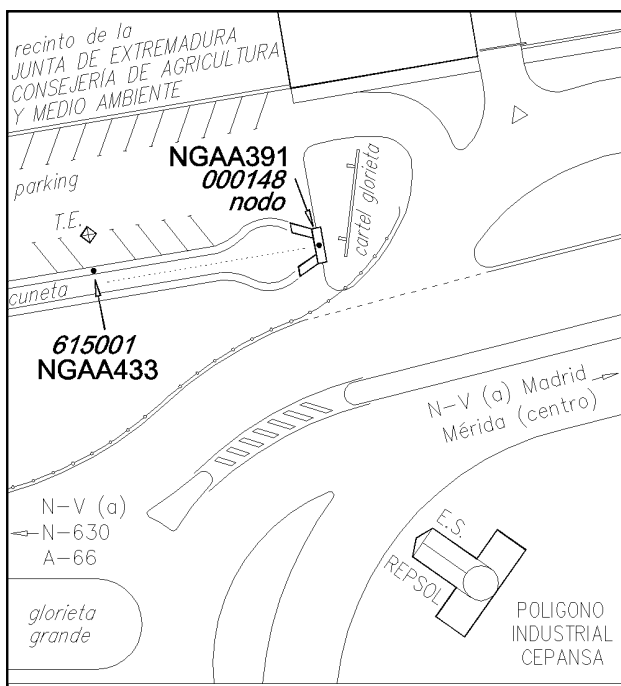 recinto de la
JUNTA DE EXTREMADURA
CONSEJERÍA DE AGRICULTURA
Y MEDIO AMBIENTE
NGAA391
000148
nodo
parking
T.E.
cartel glorieta
cuneta
615001
NGAA433
N-V (a) Madrid
Mérida (centro)
N-V (a)
N-630
A-66
E.S.
REPSOL
glorieta
grande
POLIGONO
INDUSTRIAL
CEPANSA